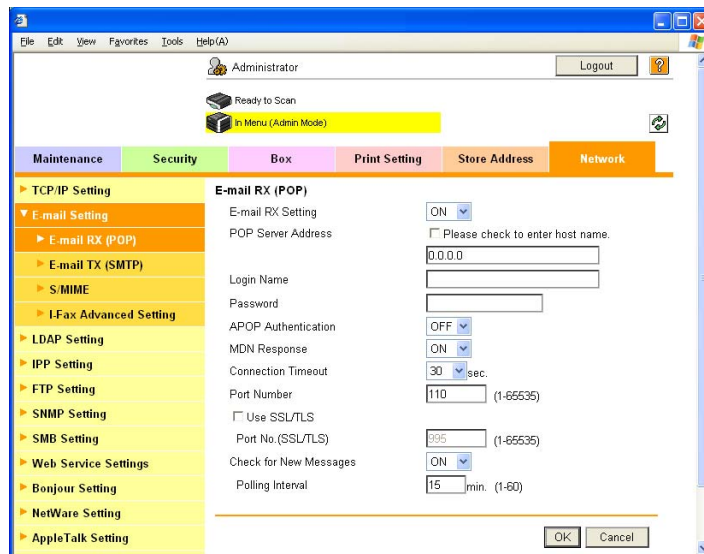 File Edit View Favorites Tools Help(A)
Administrator Logout ?
Ready to Scan
In Menu (Admin Mode)
Maintenance Security Box Print Setting Store Address Network
TCP/IP Setting
E-mail Setting
E-mail RX (POP)
E-mail TX (SMTP)
S/MIME
I-Fax Advanced Setting
LDAP Setting
IPP Setting
FTP Setting
SNMP Setting
SMB Setting
Web Service Settings
Bonjour Setting
NetWare Setting
AppleTalk Setting
E-mail RX (POP)
E-mail RX Setting ON
POP Server Address Please check to enter host name.
0.0.0.0
Login Name
Password
APOP Authentication OFF
MDN Response ON
Connection Timeout 30 sec.
Port Number 110 (1-65535)
Use SSL/TLS
Port No.(SSL/TLS) 995 (1-65535)
Check for New Messages ON
Polling Interval 15 min. (1-60)
OK Cancel